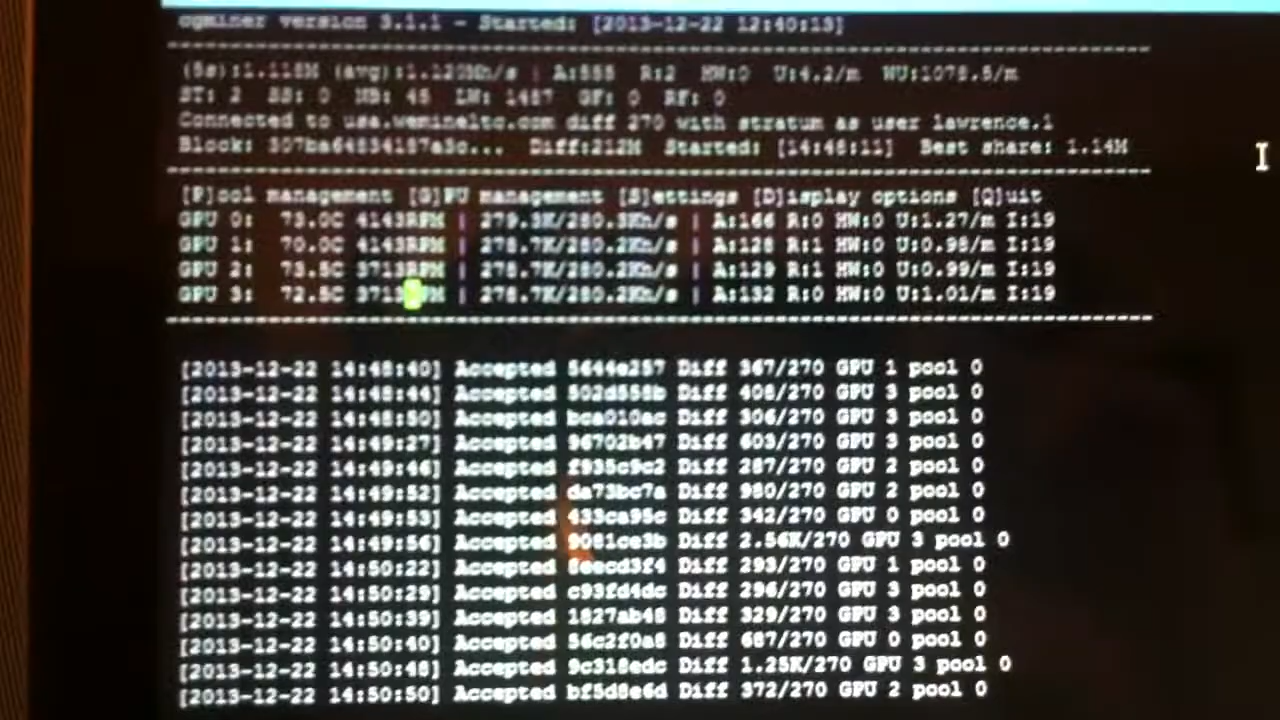 cgminer version 3.1.1 - Started: [2013-12-22 12:40:13]
(5s):1.118M (avg):1.120Mh/s | A:555 R:2 HW:0 U:4.2/m WU:1078.5/m
ST: 2 SS: 0 NB: 45 LW: 1487 GF: 0 RF: 0
Connected to usa.wemineltc.com diff 270 with stratum as user lawrence.1
Block: 307ba64834187a3c... Diff:212M Started: [14:48:11] Best share: 1.14M
[P]ool management [G]PU management [S]ettings [D]isplay options [Q]uit
GPU 0: 73.0C 4143RPM | 279.3K/280.3Kh/s | A:166 R:0 HW:0 U:1.27/m I:19
GPU 1: 70.0C 4143RPM | 278.7K/280.2Kh/s | A:128 R:1 HW:0 U:0.98/m I:19
GPU 2: 73.5C 3713RPM | 278.7K/280.2Kh/s | A:129 R:1 HW:0 U:0.99/m I:19
GPU 3: 72.5C 3713RPM | 278.7K/280.2Kh/s | A:132 R:0 HW:0 U:1.01/m I:19
[2013-12-22 14:48:40] Accepted 5644e257 Diff 367/270 GPU 1 pool 0
[2013-12-22 14:48:44] Accepted 502d558b Diff 408/270 GPU 3 pool 0
[2013-12-22 14:48:50] Accepted bca010ac Diff 306/270 GPU 3 pool 0
[2013-12-22 14:49:27] Accepted 96702b47 Diff 603/270 GPU 3 pool 0
[2013-12-22 14:49:46] Accepted f935c9c2 Diff 287/270 GPU 2 pool 0
[2013-12-22 14:49:52] Accepted da73bc7a Diff 980/270 GPU 2 pool 0
[2013-12-22 14:49:53] Accepted 433ca95c Diff 342/270 GPU 0 pool 0
[2013-12-22 14:49:56] Accepted 9081ce3b Diff 2.56K/270 GPU 3 pool 0
[2013-12-22 14:50:22] Accepted Diff 293/270 GPU 1 pool 0
[2013-12-22 14:50:29] Accepted c93fd4dc Diff 296/270 GPU 3 pool 0
[2013-12-22 14:50:39] Accepted 1827ab48 Diff 329/270 GPU 3 pool 0
[2013-12-22 14:50:40] Accepted 56c2f0a8 Diff 687/270 GPU 0 pool 0
[2013-12-22 14:50:48] Accepted 9c318edc Diff 1.25K/270 GPU 3 pool 0
[2013-12-22 14:50:50] Accepted bf5d8e6d Diff 372/270 GPU 2 pool 0